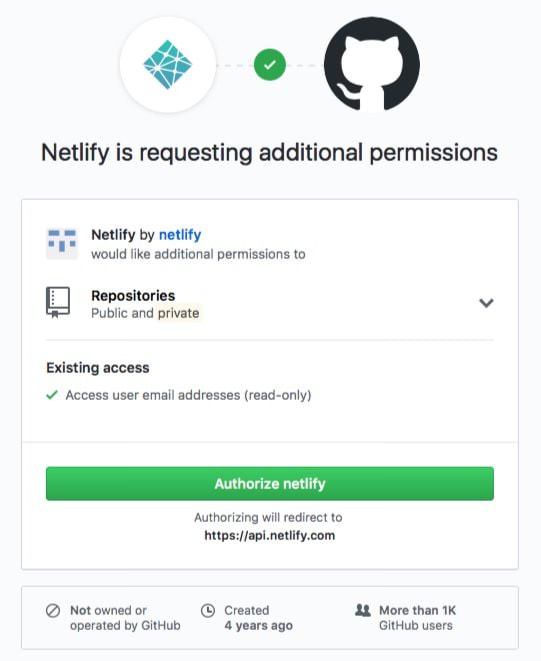 Netlify is requesting additional permissions
Netlify by netlify
would like additional permissions to
Repositories
Public and private
Existing access
Access user email addresses (read-only)
Authorize netlify
Authorizing will redirect to
https://api.netlify.com
Not owned or
operated by GitHub
Created
4 years ago
More than 1K
GitHub users